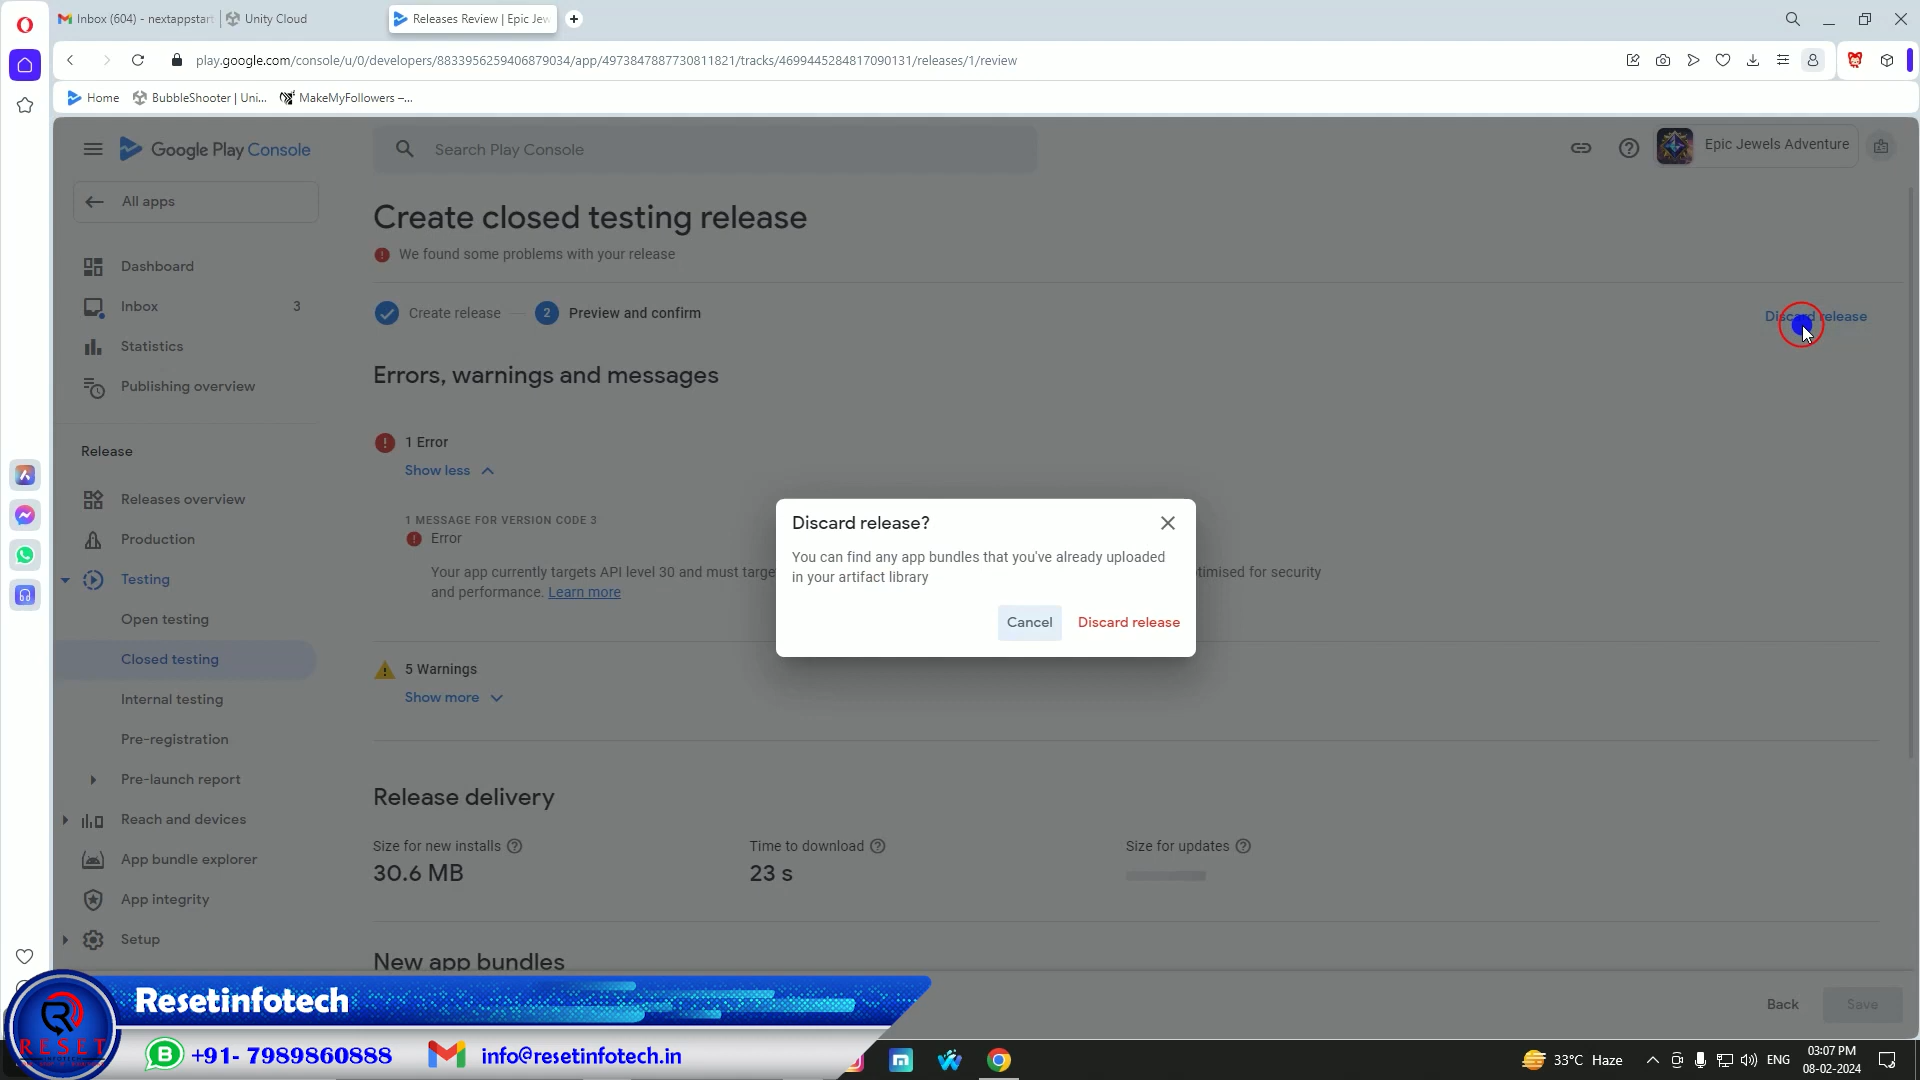 Inbox (604) - nextappstart
Unity Cloud
Releases Review | Epic Jew
play.google.com/console/u/0/developers/8833956259406879034/app/4973847887730811821/tracks/4699445284817090131/releases/1/review
Home
BubbleShooter | Uni...
MakeMyFollowers –...
Google Play Console
Search Play Console
Epic Jewels Adventure
All apps
Create closed testing release
We found some problems with your release
Dashboard
Inbox
3
Statistics
Publishing overview
Create release
2
Preview and confirm
Discard release
Errors, warnings and messages
1 Error
Show less
1 MESSAGE FOR VERSION CODE 3
Error
Your app currently targets API level 30 and must targe
timised for security
and performance. Learn more
Discard release?
You can find any app bundles that you've already uploaded
in your artifact library
Cancel
Discard release
5 Warnings
Show more
Release
Releases overview
Production
Testing
Open testing
Closed testing
Internal testing
Pre-registration
Pre-launch report
Reach and devices
App bundle explorer
App integrity
Setup
Release delivery
Size for new installs
30.6 MB
Time to download
23 s
Size for updates
New app bundles
Back
Save
Resetinfotech
RESET
+91- 7989860888
info@resetinfotech.in
33°C Haze
ENG
03:07 PM
08-02-2024